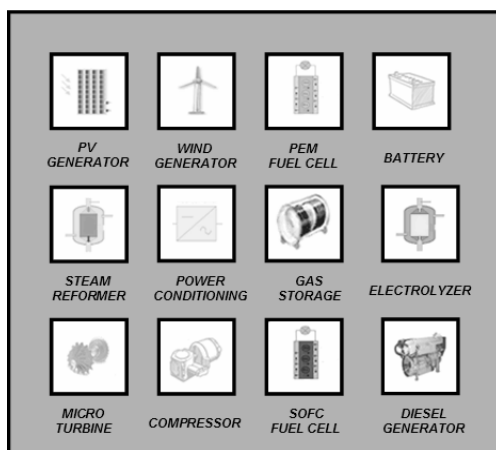 PV
GENERATOR
WIND
GENERATOR
PEM
FUEL CELL
BATTERY
STEAM
REFORMER
POWER
CONDITIONING
GAS
STORAGE
ELECTROLYZER
MICRO
TURBINE
COMPRESSOR
SOFC
FUEL CELL
DIESEL
GENERATOR